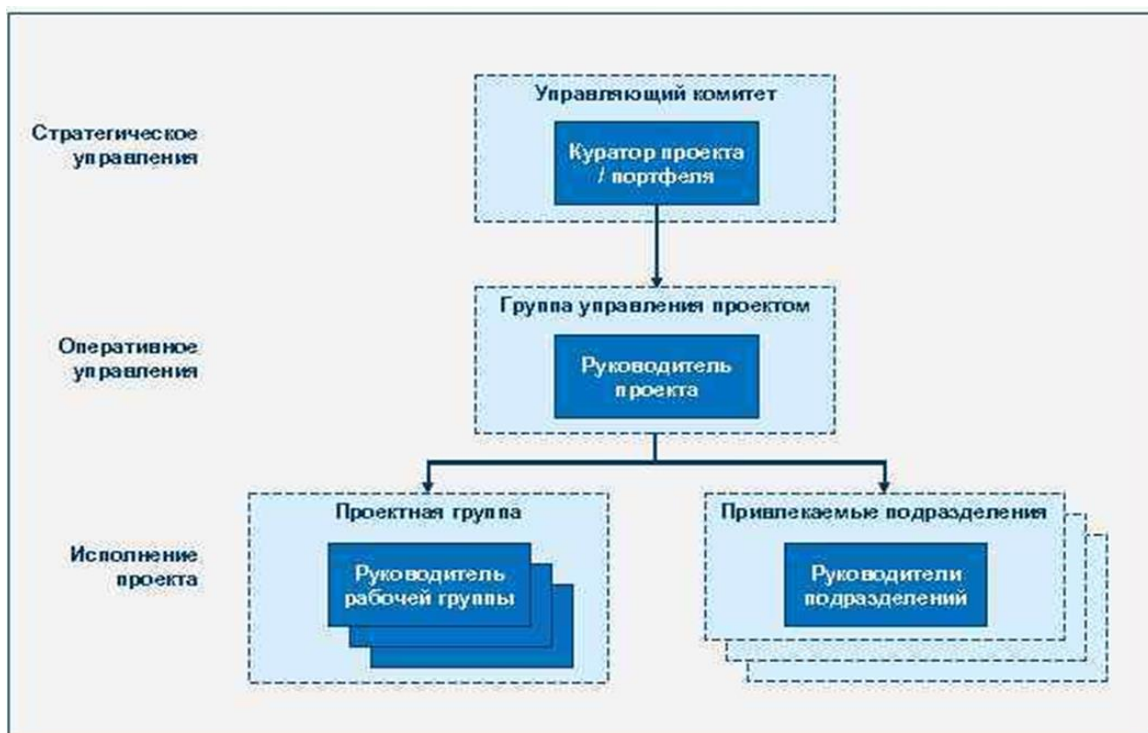 Управляющий комитет
Стратегическое
управления
Куратор проекта
/ портфеля
Группа управления проектом
Оперативное
управления
Руководитель
проекта
Проектная группа
Привлекаемые подразделения
Исполнение
проекта
Руководитель
рабочей группы
Руководители
подразделений